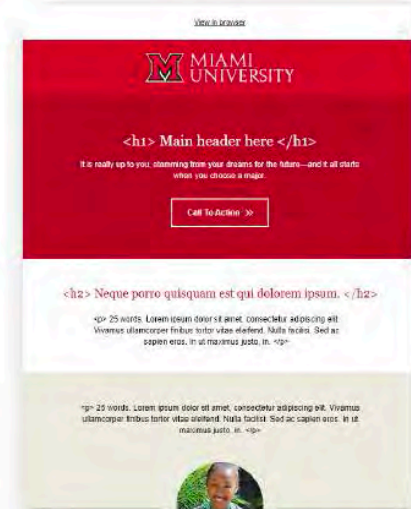 View in browser
MIAMI
UNIVERSITY
<h1> Main header here </h1>
It is really up to you, stemming from your dreams for the future—and it all starts
when you choose a major.
Call To Action »
<h2> Neque porro quisquam est qui dolorem ipsum. </h2>
<p> 25 words. Lorem ipsum dolor sit amet, consectetur adipiscing elit.
Vivamus ullamcorper finibus tortor vitae eleifend. Nulla facilisi. Sed ac
sapien eros. In ut maximus justo, in. </p>
<p> 25 words. Lorem ipsum dolor sit amet, consectetur adipiscing elit. Vivamus
ullamcorper finibus tortor vitae eleifend. Nulla facilisi. Sed ac sapien eros. In ut
maximus justo, in. </p>